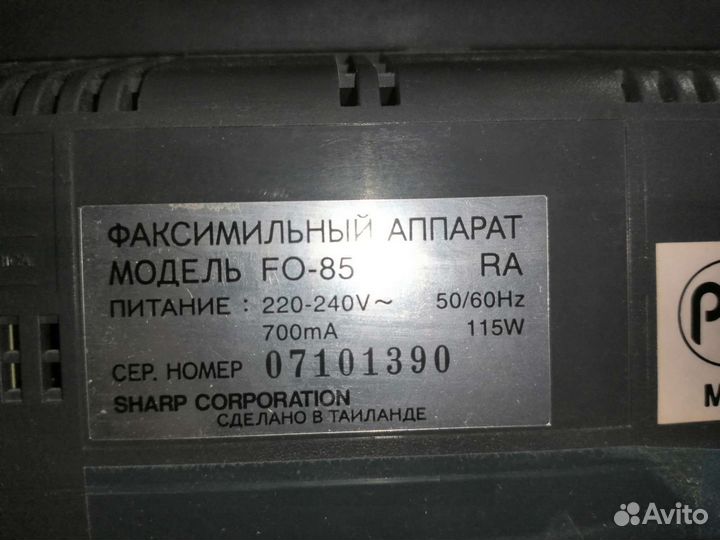 ФАКСИМИЛЬНЫЙ АППАРАТ
МОДЕЛЬ FO-85 RA
ПИТАНИЕ : 220-240V~ 50/60Hz
700mA 115W
СЕР. НОМЕР 07101390
SHARP CORPORATION
СДЕЛАНО В ТАИЛАНДЕ
Avito